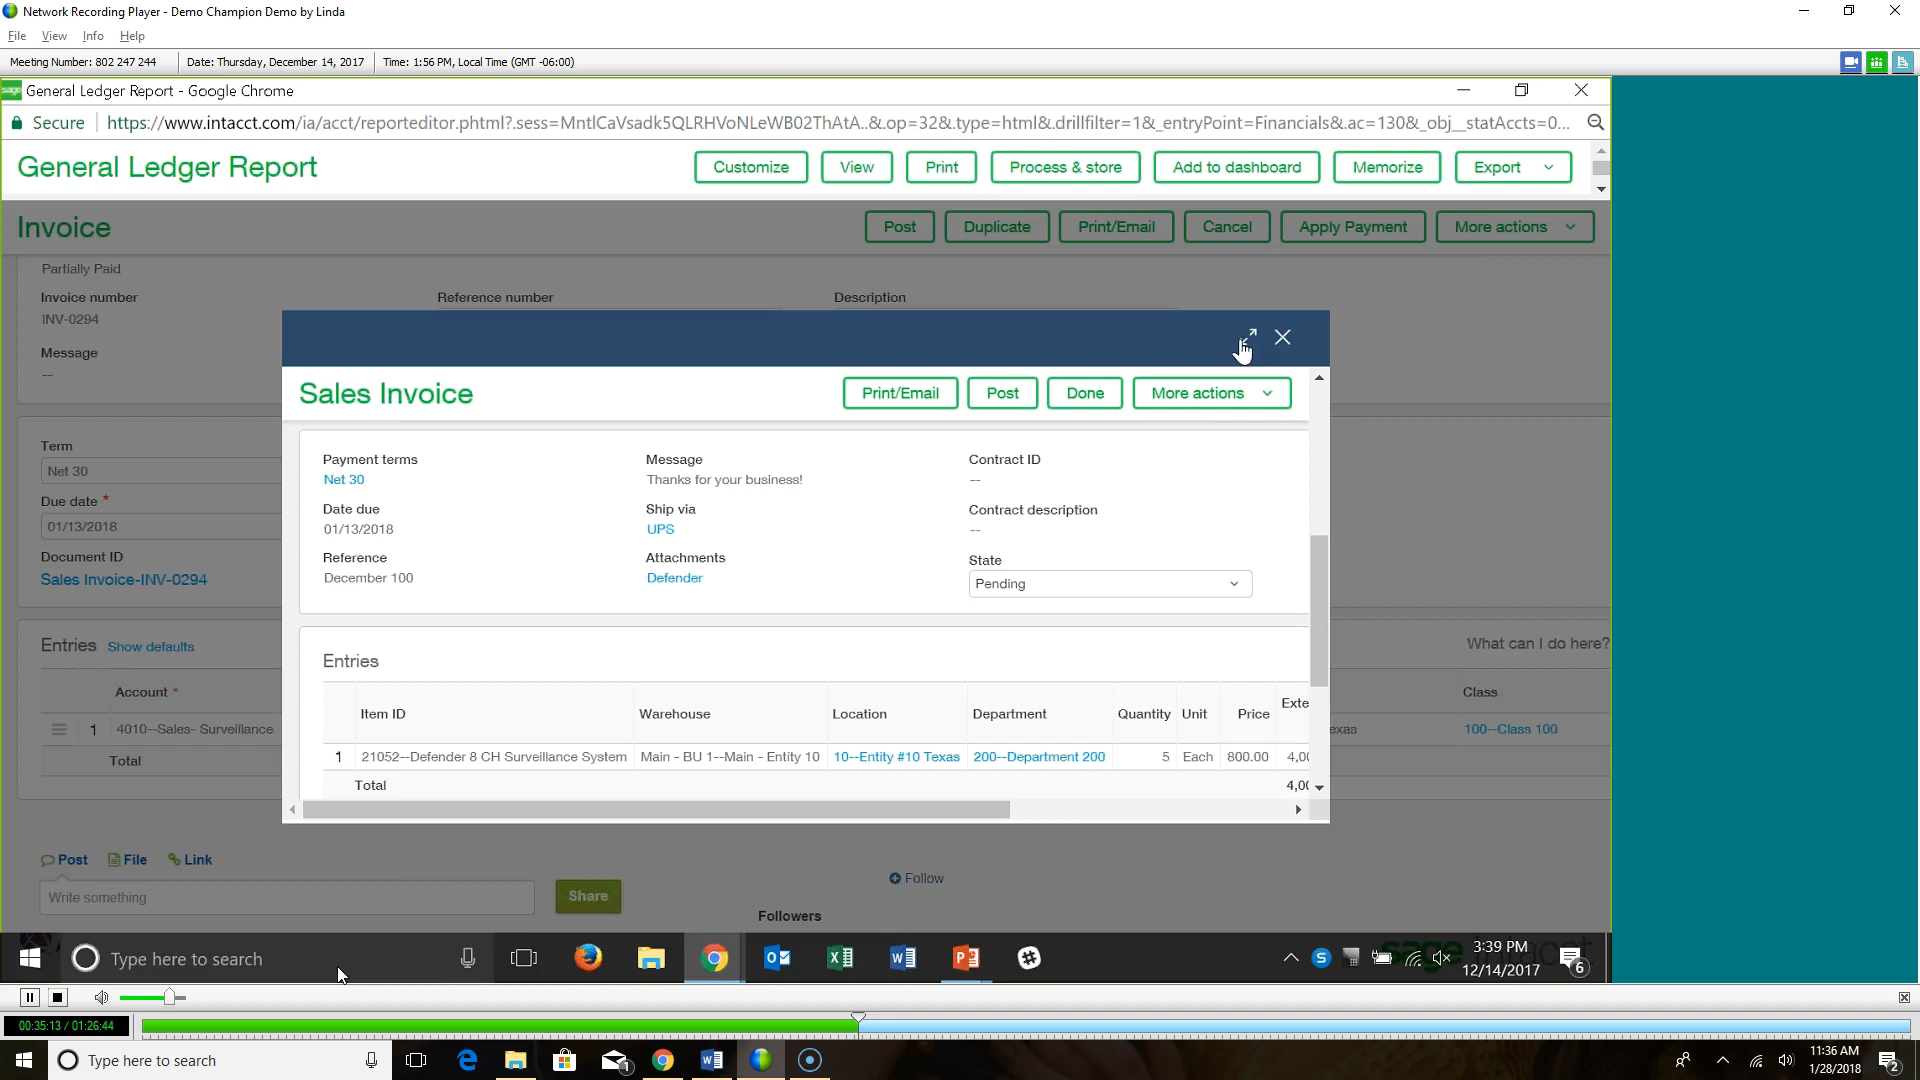 Network Recording Player - Demo Champion Demo by Linda
File View Info Help
Meeting Number: 802 247 244 Date: Thursday, December 14, 2017 Time: 1:56 PM, Local Time (GMT -06:00)
General Ledger Report - Google Chrome
Secure https://www.intacct.com/ia/acct/reporteditor.phtml?.sess=MntlCaVsadk5QLRHVoNLeWB02ThAtA..&.op=32&.type=html&.drillfilter=1&_entryPoint=Financials&.ac=130&_obj__statAccts=0...
General Ledger Report Customize View Print Process & store Add to dashboard Memorize Export
Invoice Post Duplicate Print/Email Cancel Apply Payment More actions
Partially Paid
Invoice number Reference number Description
INV-0294
Message
--
Sales Invoice Print/Email Post Done More actions
Term
Net 30
Due date *
01/13/2018
Document ID
Sales Invoice-INV-0294
Payment terms Message Contract ID
Net 30 Thanks for your business! --
Date due Ship via Contract description
01/13/2018 UPS --
Reference Attachments State
December 100 Defender Pending
Entries Show defaults What can I do here?
Entries
Account * Class
Item ID Warehouse Location Department Quantity Unit Price Exte
1 4010--Sales- Surveillance exas 100--Class 100
1 21052--Defender 8 CH Surveillance System Main - BU 1--Main - Entity 10 10--Entity #10 Texas 200--Department 200 5 Each 800.00 4,00
Total
Total 4,00
Post File Link
Follow
Write something Share
Followers
Type here to search
sage intacct
3:39 PM
12/14/2017
6
00:35:13 / 01:26:44
Type here to search
1
11:36 AM
1/28/2018
2